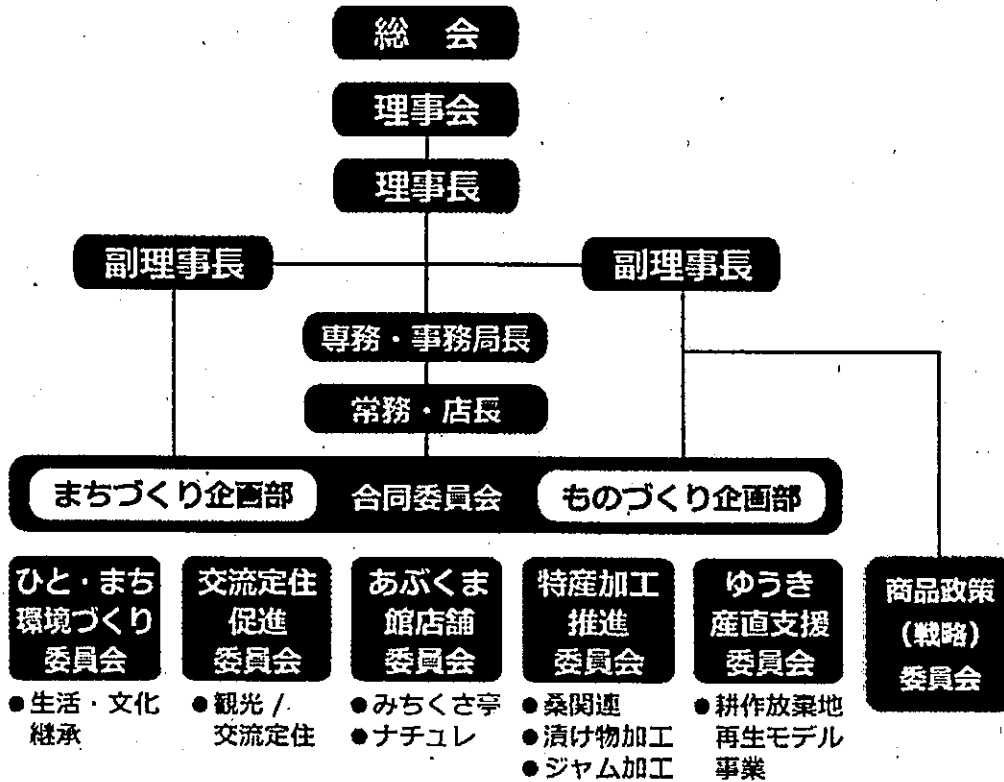 総 会
理事会
理事長
副理事長
副理事長
専務・事務局長
常務・店長
まちづくり企画部
合同委員会
ものづくり企画部
ひと・まち
環境づくり
委員会
●生活・文化
継承
交流定住
促進
委員会
●観光/
交流定住
あぶくま
館店舗
委員会
●みちくさ亭
●ナチュレ
特産加工
推進
委員会
●桑関連
●漬け物加工
●ジャム加工
ゆうき
産直支援
委員会
●耕作放棄地
再生モデル
事業
商品政策
(戦略)
委員会